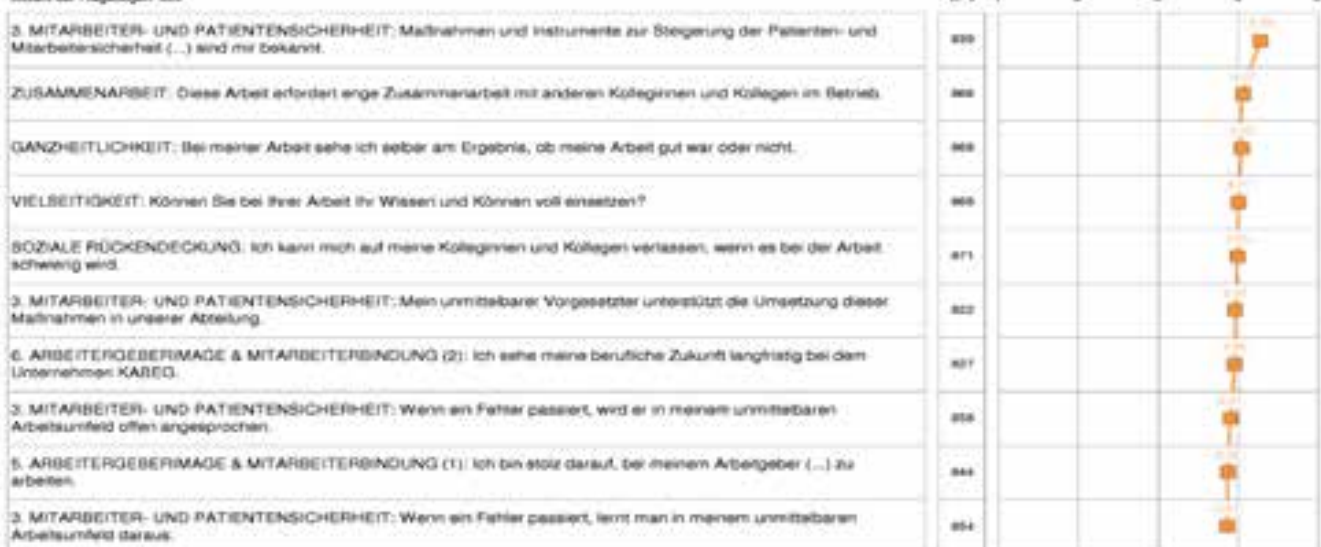 3. MITARBEITER- UND PATIENTENSICHERHEIT: Maßnahmen und Instrumente zur Steigerung der Patienten- und
Mitarbeitersicherheit (...) sind mir bekannt.
ZUSAMMENARBEIT: Diese Arbeit erfordert enge Zusammenarbeit mit anderen Kolleginnen und Kollegen im Betrieb.
GANZHEITLICHKEIT: Bei meiner Arbeit sehe ich selber am Ergebnis, ob meine Arbeit gut war oder nicht.
VIELSEITIGKEIT: Können Sie bei Ihrer Arbeit Ihr Wissen und Können voll einsetzen?
SOZIALE RÜCKENDECKUNG: Ich kann mich auf meine Kolleginnen und Kollegen verlassen, wenn es bei der Arbeit
schwierig wird.
871
3. MITARBEITER- UND PATIENTENSICHERHEIT: Mein unmittelbarer Vorgesetzter unterstützt die Umsetzung dieser
Maßnahmen in unserer Abteilung.
822
6. ARBEITERGEBERIMAGE & MITARBEITERBINDUNG (2): Ich sehe meine berufliche Zukunft langfristig bei dem
Unternehmen KABEG.
827
3. MITARBEITER- UND PATIENTENSICHERHEIT: Wenn ein Fehler passiert, wird er in meinem unmittelbaren
Arbeitsumfeld offen angesprochen.
5. ARBEITERGEBERIMAGE & MITARBEITERBINDUNG (1): Ich bin stolz darauf, bei meinem Arbeitgeber (...) zu
arbeiten.
3. MITARBEITER- UND PATIENTENSICHERHEIT: Wenn ein Fehler passiert, lernt man in meinem unmittelbaren
Arbeitsumfeld daraus.
854